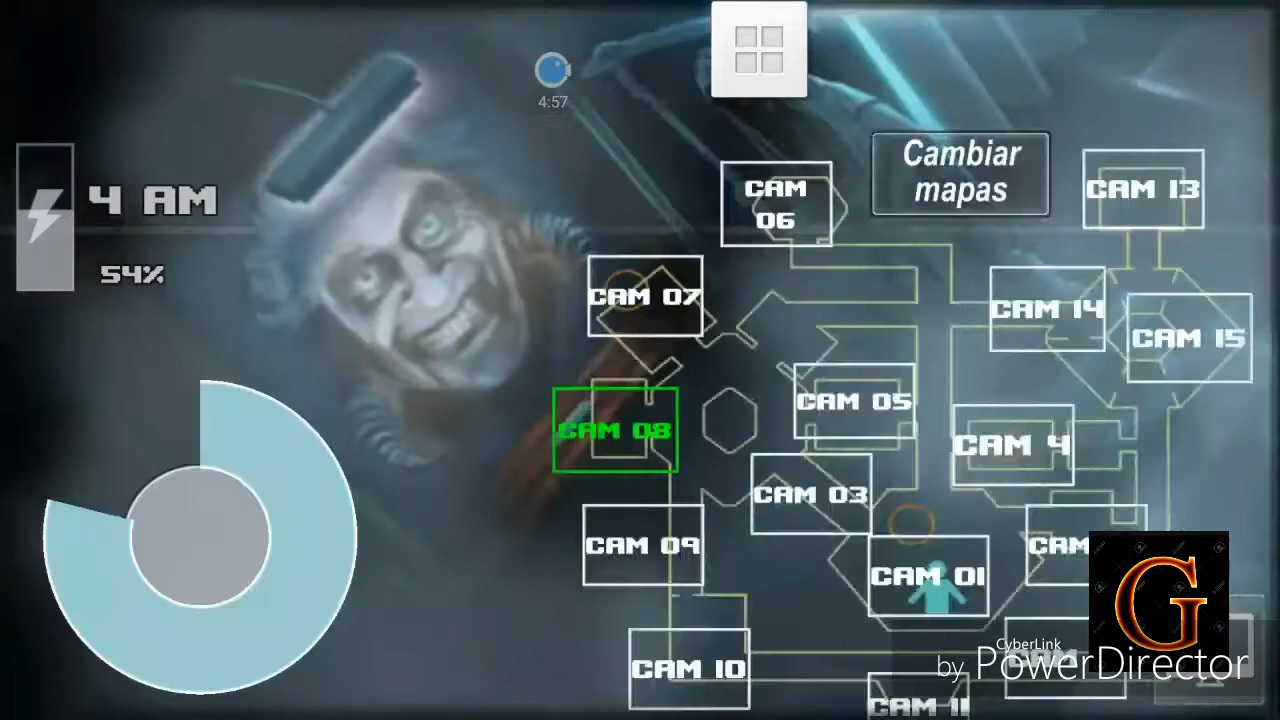 4:57
4 AM
54%
Cambiar
mapas
CAM
06
CAM 13
CAM 07
CAM 14
CAM 15
CAM 08
CAM 05
CAM 4
CAM 03
CAM 09
CAM
CAM 01
CAM 10
CAM 11
G
CyberLink
by PowerDirector